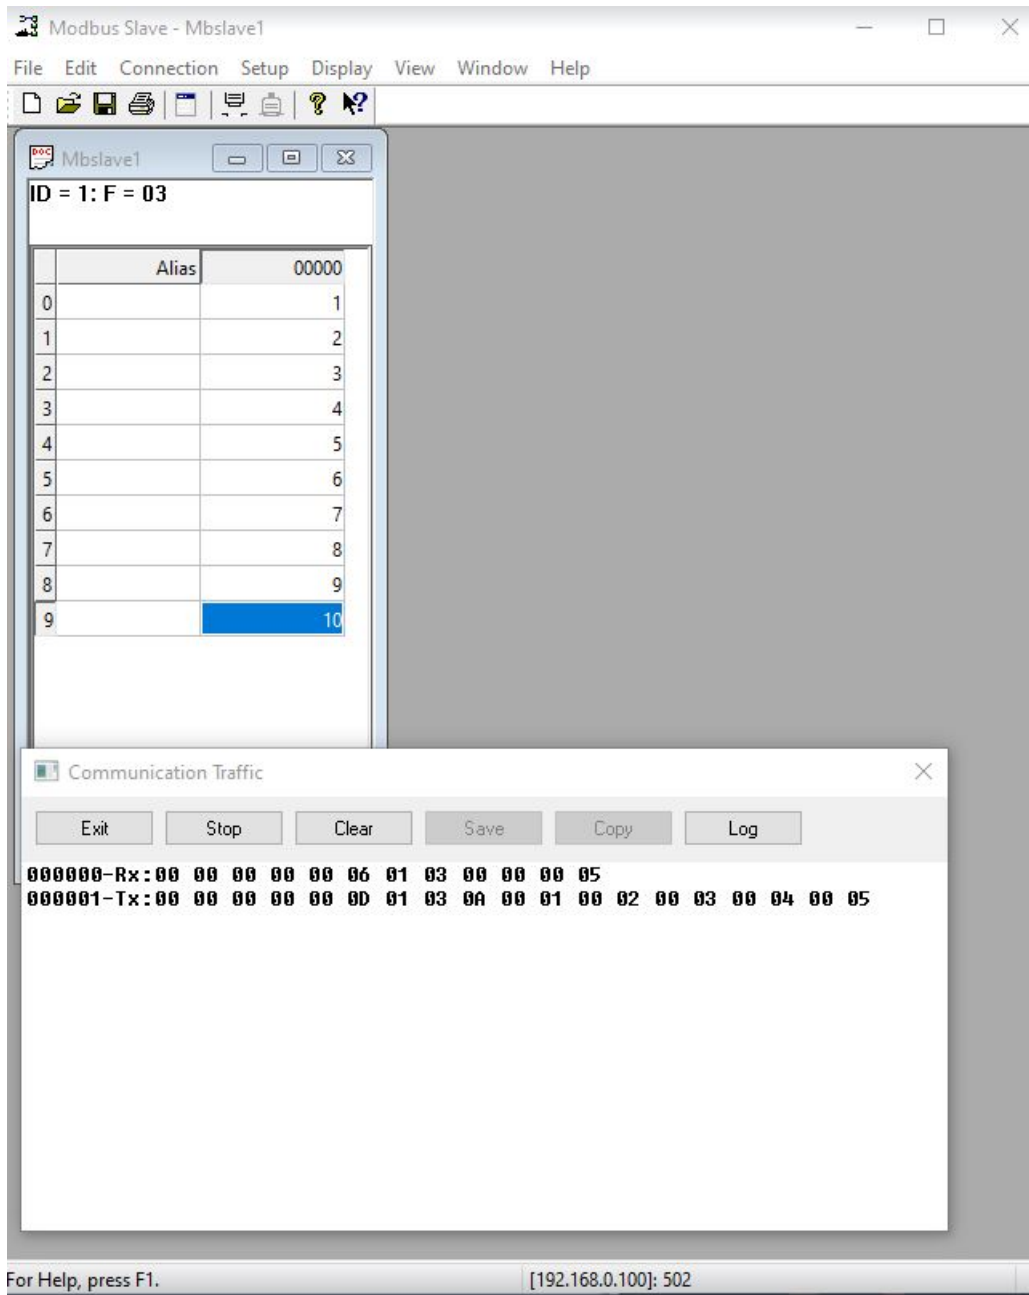 Modbus Slave - Mbslave1
File Edit Connection Setup Display View Window Help
Mbslave1
ID = 1: F = 03
Alias 00000
0 1
1 2
2 3
3 4
4 5
5 6
6 7
7 8
8 9
9 10
Communication Traffic
Exit Stop Clear Save Copy Log
000000-Rx:00 00 00 00 00 06 01 03 00 00 00 05
000001-Tx:00 00 00 00 00 0D 01 03 0A 00 01 00 02 00 03 00 04 00 05
For Help, press F1. [192.168.0.100]: 502